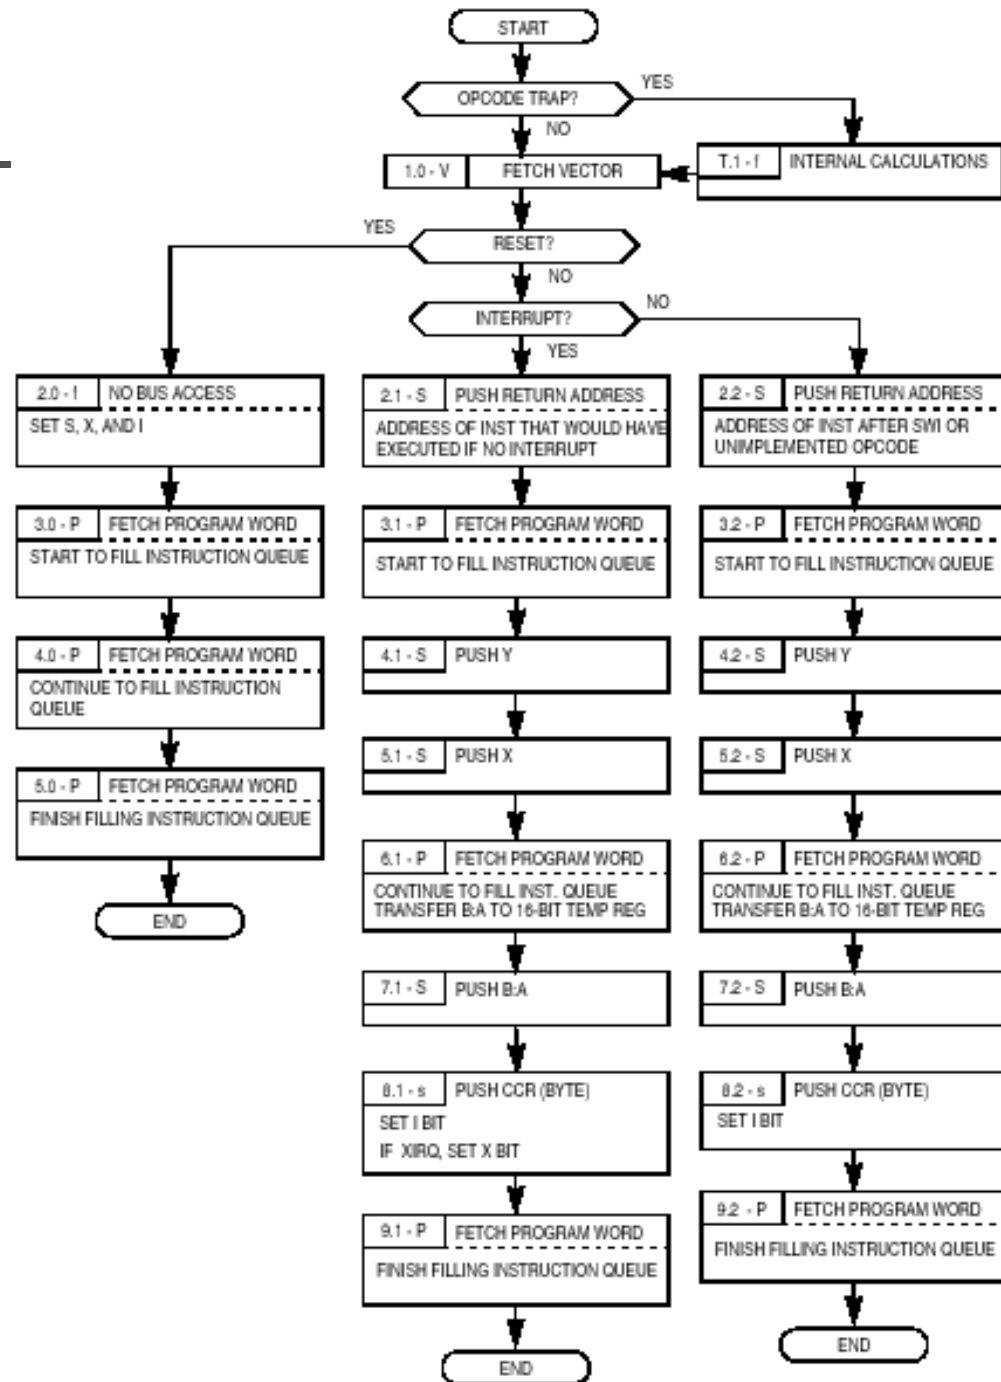 START
OPCODE TRAP?
YES
NO
1.0 - V FETCH VECTOR
T.1 - f INTERNAL CALCULATIONS
YES
RESET?
NO
INTERRUPT?
NO
YES
2.0 - f NO BUS ACCESS
SET S, X, AND I
3.0 - P FETCH PROGRAM WORD
START TO FILL INSTRUCTION QUEUE
4.0 - P FETCH PROGRAM WORD
CONTINUE TO FILL INSTRUCTION
QUEUE
5.0 - P FETCH PROGRAM WORD
FINISH FILLING INSTRUCTION QUEUE
END
2.1 - S PUSH RETURN ADDRESS
ADDRESS OF INST THAT WOULD HAVE
EXECUTED IF NO INTERRUPT
3.1 - P FETCH PROGRAM WORD
START TO FILL INSTRUCTION QUEUE
4.1 - S PUSH Y
5.1 - S PUSH X
6.1 - P FETCH PROGRAM WORD
CONTINUE TO FILL INST. QUEUE
TRANSFER B:A TO 16-BIT TEMP REG
7.1 - S PUSH B:A
8.1 - s PUSH CCR (BYTE)
SET I BIT
IF XIRQ, SET X BIT
9.1 - P FETCH PROGRAM WORD
FINISH FILLING INSTRUCTION QUEUE
END
2.2 - S PUSH RETURN ADDRESS
ADDRESS OF INST AFTER SWI OR
UNIMPLEMENTED OPCODE
3.2 - P FETCH PROGRAM WORD
START TO FILL INSTRUCTION QUEUE
4.2 - S PUSH Y
5.2 - S PUSH X
6.2 - P FETCH PROGRAM WORD
CONTINUE TO FILL INST. QUEUE
TRANSFER B:A TO 16-BIT TEMP REG
7.2 - S PUSH B:A
8.2 - s PUSH CCR (BYTE)
SET I BIT
9.2 - P FETCH PROGRAM WORD
FINISH FILLING INSTRUCTION QUEUE
END